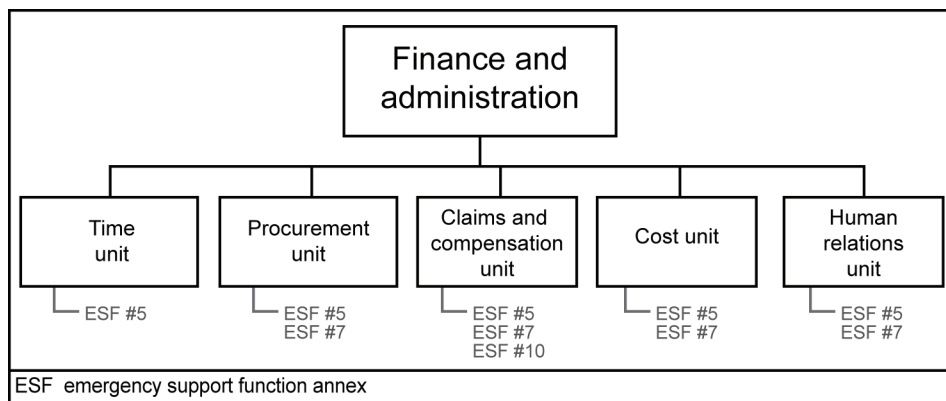 Finance and
administration
Time
unit
Procurement
unit
Claims and
compensation
unit
Cost unit
Human
relations
unit
ESF #5
ESF #5
ESF #7
ESF #5
ESF #7
ESF #10
ESF #5
ESF #7
ESF #5
ESF #7
ESF emergency support function annex